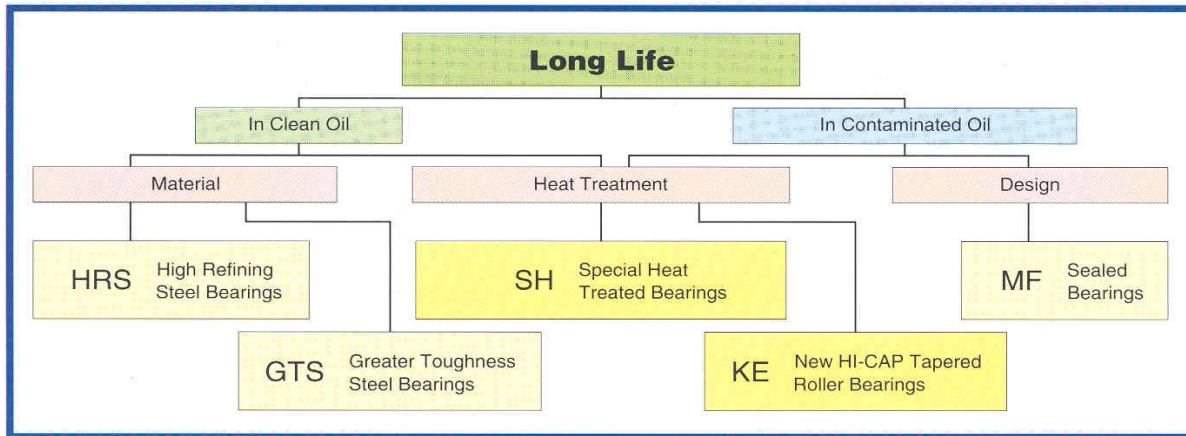 Long Life
In Clean Oil
In Contaminated Oil
Material
Heat Treatment
Design
HRS
High Refining
Steel Bearings
SH
Special Heat
Treated Bearings
MF
Sealed
Bearings
GTS
Greater Toughness
Steel Bearings
KE
New HI-CAP Tapered
Roller Bearings